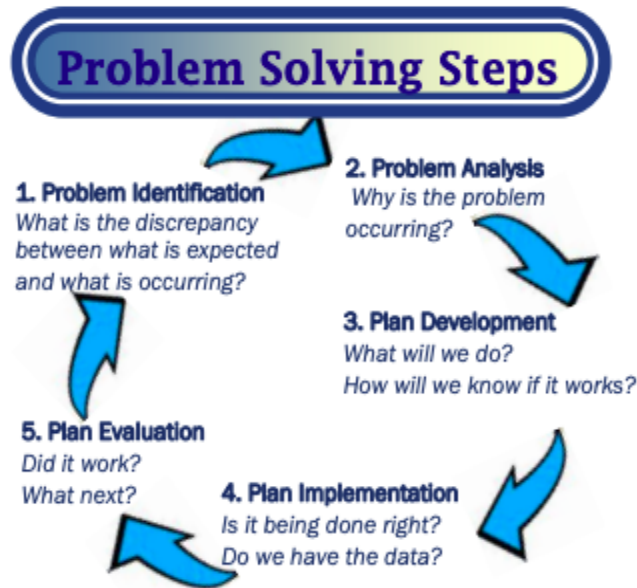 Problem Solving Steps
1. Problem Identification
What is the discrepancy
between what is expected
and what is occurring?
2. Problem Analysis
Why is the problem
occurring?
3. Plan Development
What will we do?
How will we know if it works?
4. Plan Implementation
Is it being done right?
Do we have the data?
5. Plan Evaluation
Did it work?
What next?